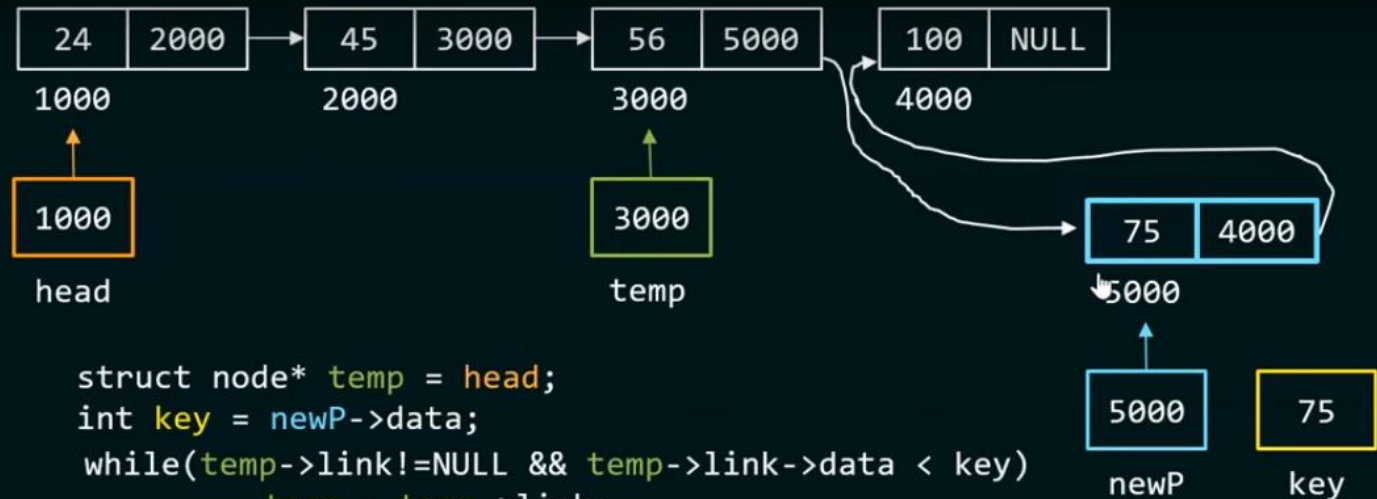 24 2000 45 3000 56 5000 100 NULL
1000 2000 3000 4000
1000 3000 75 4000
head temp 5000
struct node* temp = head;
int key = newP->data;
5000 75
while(temp->link!=NULL && temp->link->data < key)
newP key